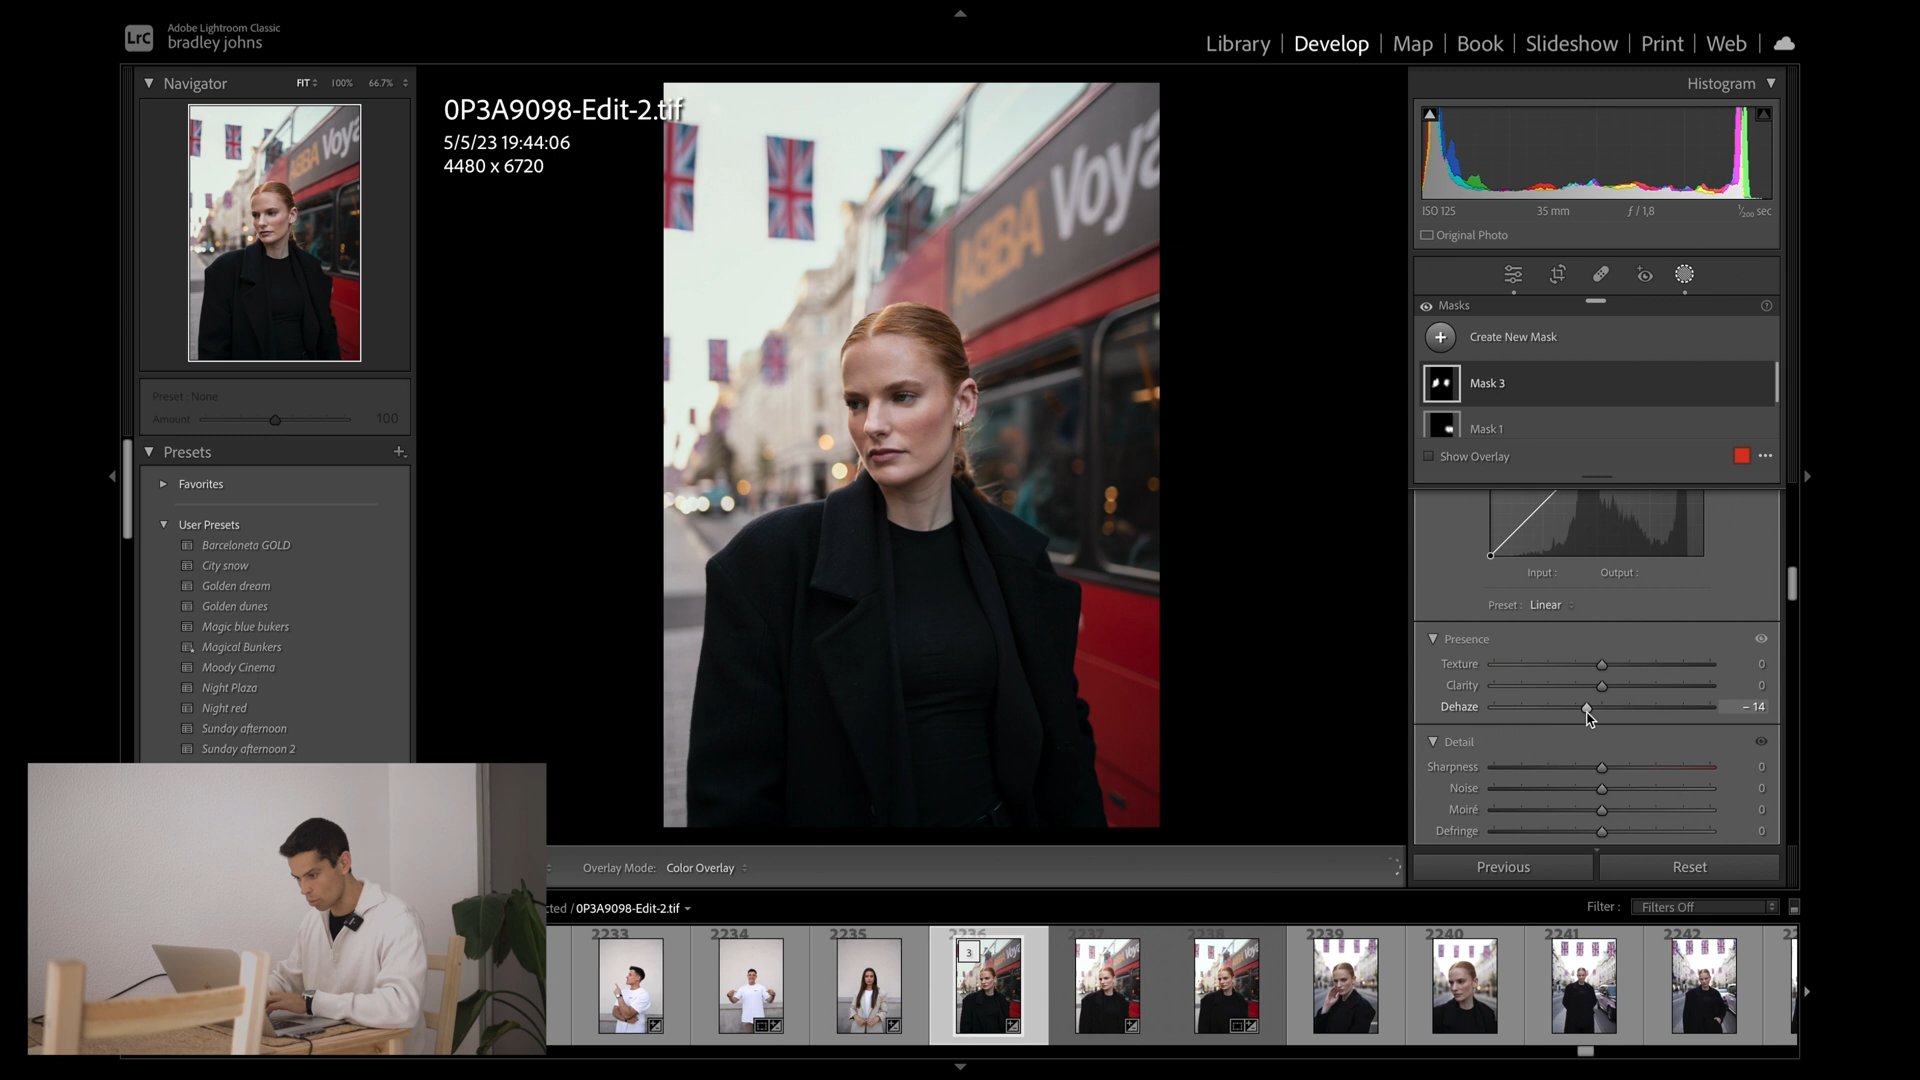 LrC
Adobe Lightroom Classic
bradley johns
Library | Develop | Map | Book | Slideshow | Print | Web |
Navigator FIT 100% 66.7%
Preset : None
Amount 100
Presets
Favorites
User Presets
Barceloneta GOLD
City snow
Golden dream
Golden dunes
Magic blue bukers
Magical Bunkers
Moody Cinema
Night Plaza
Night red
Sunday afternoon
Sunday afternoon 2
0P3A9098-Edit-2.tif
5/5/23 19:44:06
4480 x 6720
ABBA Voya
Histogram
ISO 125 35 mm ƒ / 1,8 1/200 sec
Original Photo
Masks
Create New Mask
Mask 3
Mask 1
Show Overlay
Input : Output :
Preset : Linear
Presence
Texture 0
Clarity 0
Dehaze – 14
Detail
Sharpness 0
Noise 0
Moiré 0
Defringe 0
Previous Reset
Overlay Mode: Color Overlay
cted / 0P3A9098-Edit-2.tif
Filter : Filters Off
2233 2234 2235 2236 2237 2238 2239 2240 2241 2242
3